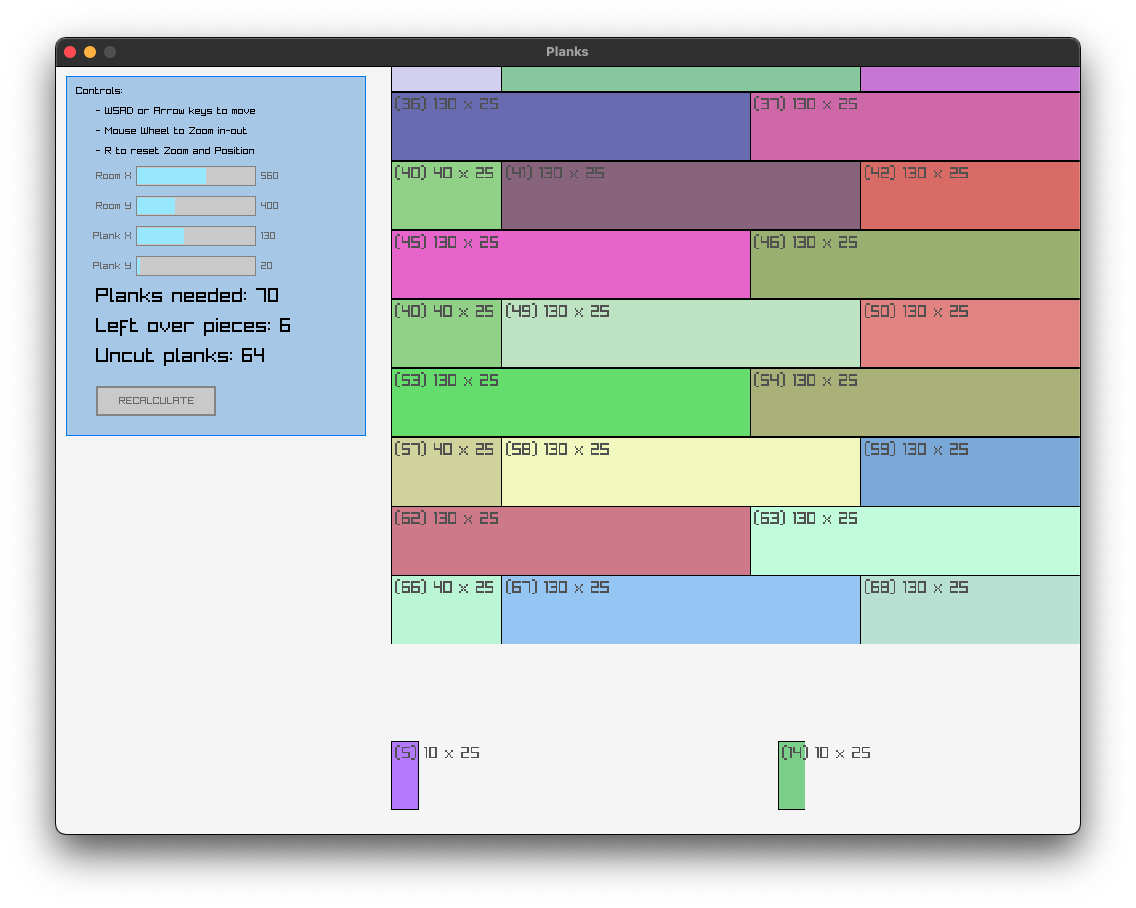 Planks
Controls:
- WSAD or Arrow keys to move
- Mouse Wheel to Zoom in-out
- R to reset Zoom and Position
Room X 560
Room Y 400
Plank X 130
Plank Y 20
Planks needed: 70
Left over pieces: 6
Uncut planks: 64
RECALCULATE
(36) 130 x 25 (37) 130 x 25
(40) 40 x 25 (41) 130 x 25 (42) 130 x 25
(45) 130 x 25 (46) 130 x 25
(40) 40 x 25 (49) 130 x 25 (50) 130 x 25
(53) 130 x 25 (54) 130 x 25
(57) 40 x 25 (58) 130 x 25 (59) 130 x 25
(62) 130 x 25 (63) 130 x 25
(66) 40 x 25 (67) 130 x 25 (68) 130 x 25
(5) 10 x 25 (14) 10 x 25